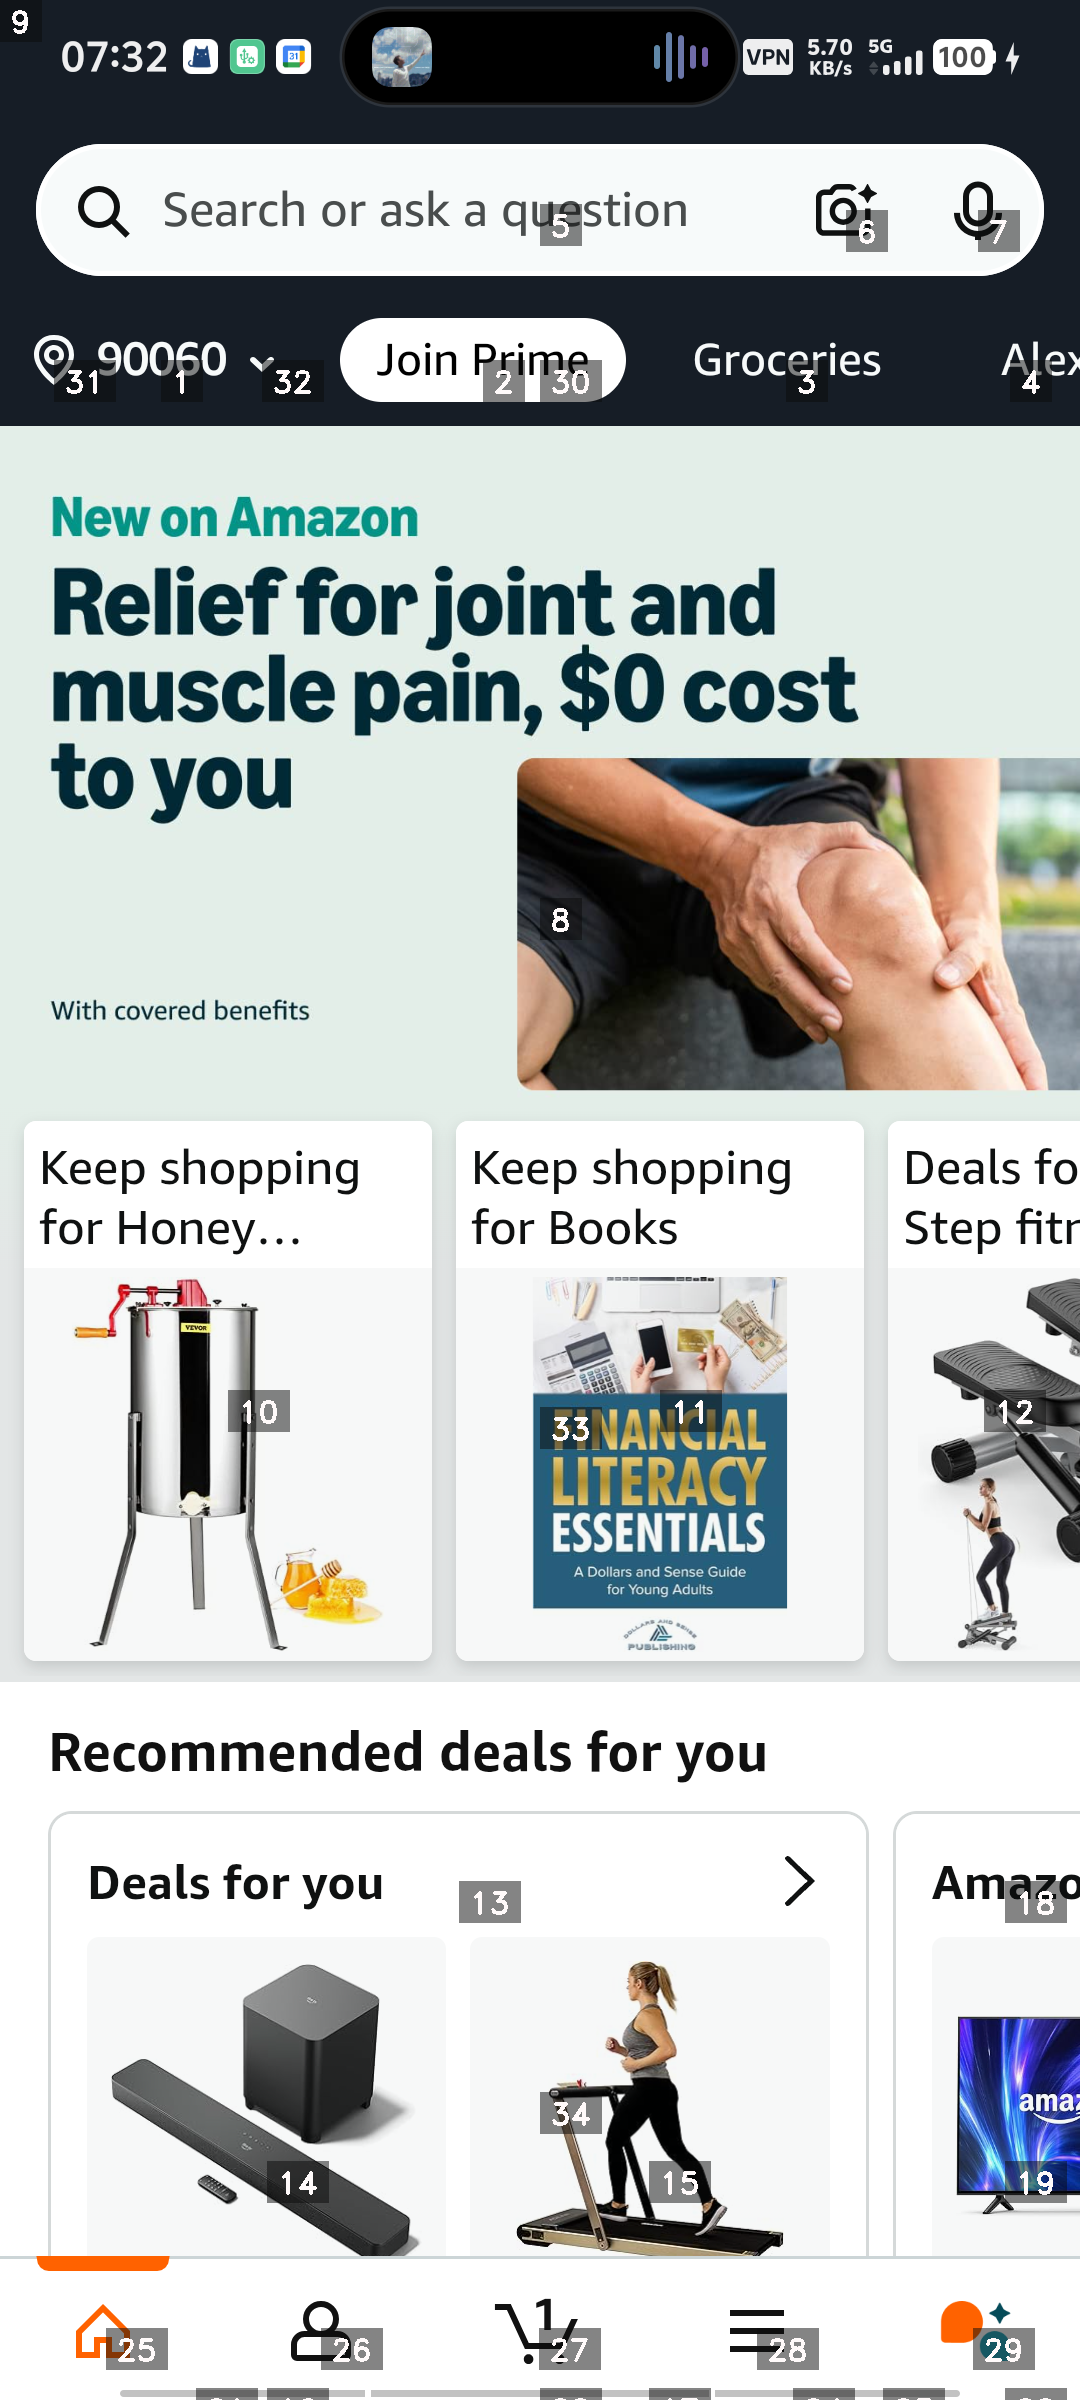 9
07:32
31
VPN
5.70 KB/s
5G
100
Search or ask a question
5
6
7
90060
31
1
32
Join Prime
2
30
Groceries
3
Alex
4
New on Amazon
Relief for joint and
muscle pain, $0 cost
to you
8
With covered benefits
Keep shopping
for Honey...
VEVOR
10
Keep shopping
for Books
11
33
FINANCIAL
LITERACY
ESSENTIALS
A Dollars and Sense Guide
for Young Adults
DOLLARS AND SENSE
PUBLISHING
Deals fo
Step fitn
12
Recommended deals for you
Deals for you
13
Amazo
18
14
34
15
amaz
19
1
25
26
27
28
29